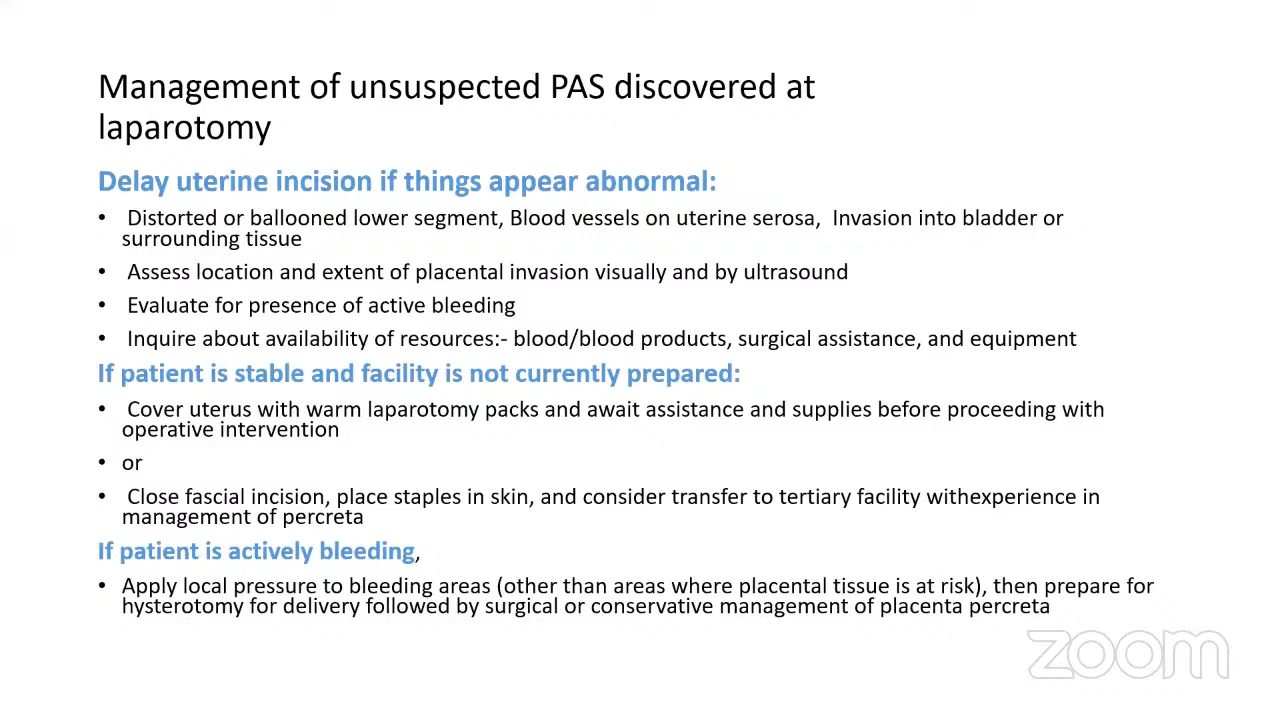 Management of unsuspected PAS discovered at
laparotomy
Delay uterine incision if things appear abnormal:
• Distorted or ballooned lower segment, Blood vessels on uterine serosa, Invasion into bladder or
surrounding tissue
• Assess location and extent of placental invasion visually and by ultrasound
• Evaluate for presence of active bleeding
• Inquire about availability of resources:- blood/blood products, surgical assistance, and equipment
If patient is stable and facility is not currently prepared:
• Cover uterus with warm laparotomy packs and await assistance and supplies before proceeding with
operative intervention
• or
• Close fascial incision, place staples in skin, and consider transfer to tertiary facility withexperience in
management of percreta
If patient is actively bleeding,
• Apply local pressure to bleeding areas (other than areas where placental tissue is at risk), then prepare for
hysterotomy for delivery followed by surgical or conservative management of placenta percreta
zoom